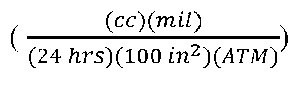 ( (cc)(mil) / (24 hrs)(100 in²)(ATM) )